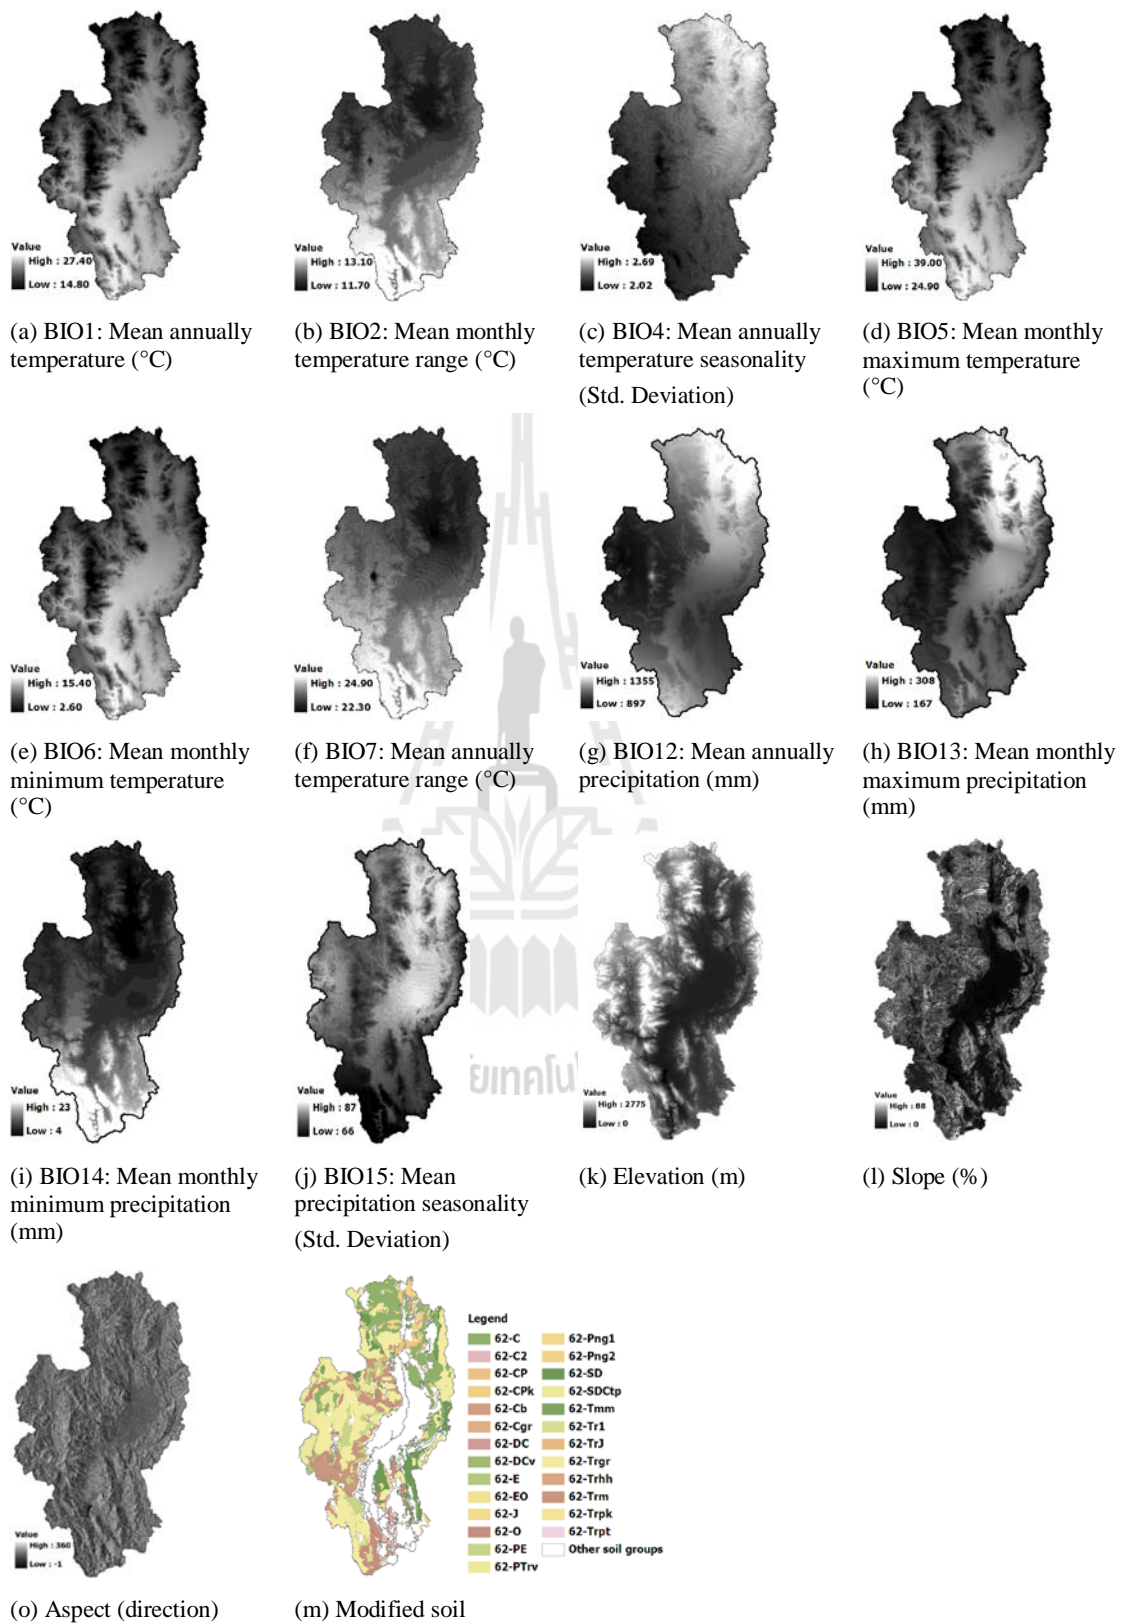 Value
High : 27.40
Low : 14.80
Value
High : 13.10
Low : 11.70
Value
High : 2.69
Low : 2.02
Value
High : 39.00
Low : 24.90
(a) BIO1: Mean annually
temperature (°C)
(b) BIO2: Mean monthly
temperature range (°C)
(c) BIO4: Mean annually
temperature seasonality
(Std. Deviation)
(d) BIO5: Mean monthly
maximum temperature
(°C)
Value
High : 15.40
Low : 2.60
Value
High : 24.90
Low : 22.30
Value
High : 1355
Low : 897
Value
High : 308
Low : 167
(e) BIO6: Mean monthly
minimum temperature
(°C)
(f) BIO7: Mean annually
temperature range (°C)
(g) BIO12: Mean annually
precipitation (mm)
(h) BIO13: Mean monthly
maximum precipitation
(mm)
Value
High : 23
Low : 4
Value
High : 87
Low : 66
Value
High : 2775
Low : 0
Value
High : 88
Low : 0
(i) BIO14: Mean monthly
minimum precipitation
(mm)
(j) BIO15: Mean
precipitation seasonality
(Std. Deviation)
(k) Elevation (m)
(l) Slope (%)
Value
High : 360
Low : -1
Legend
62-C
62-C2
62-CP
62-CPk
62-Cb
62-Cgr
62-DC
62-DCv
62-E
62-EO
62-J
62-O
62-PE
62-PTrv
62-Png1
62-Png2
62-SD
62-SDCtp
62-Tmm
62-Tr1
62-TrJ
62-Trgr
62-Trhh
62-Trm
62-Trpk
62-Trpt
Other soil groups
(o) Aspect (direction)
(m) Modified soil